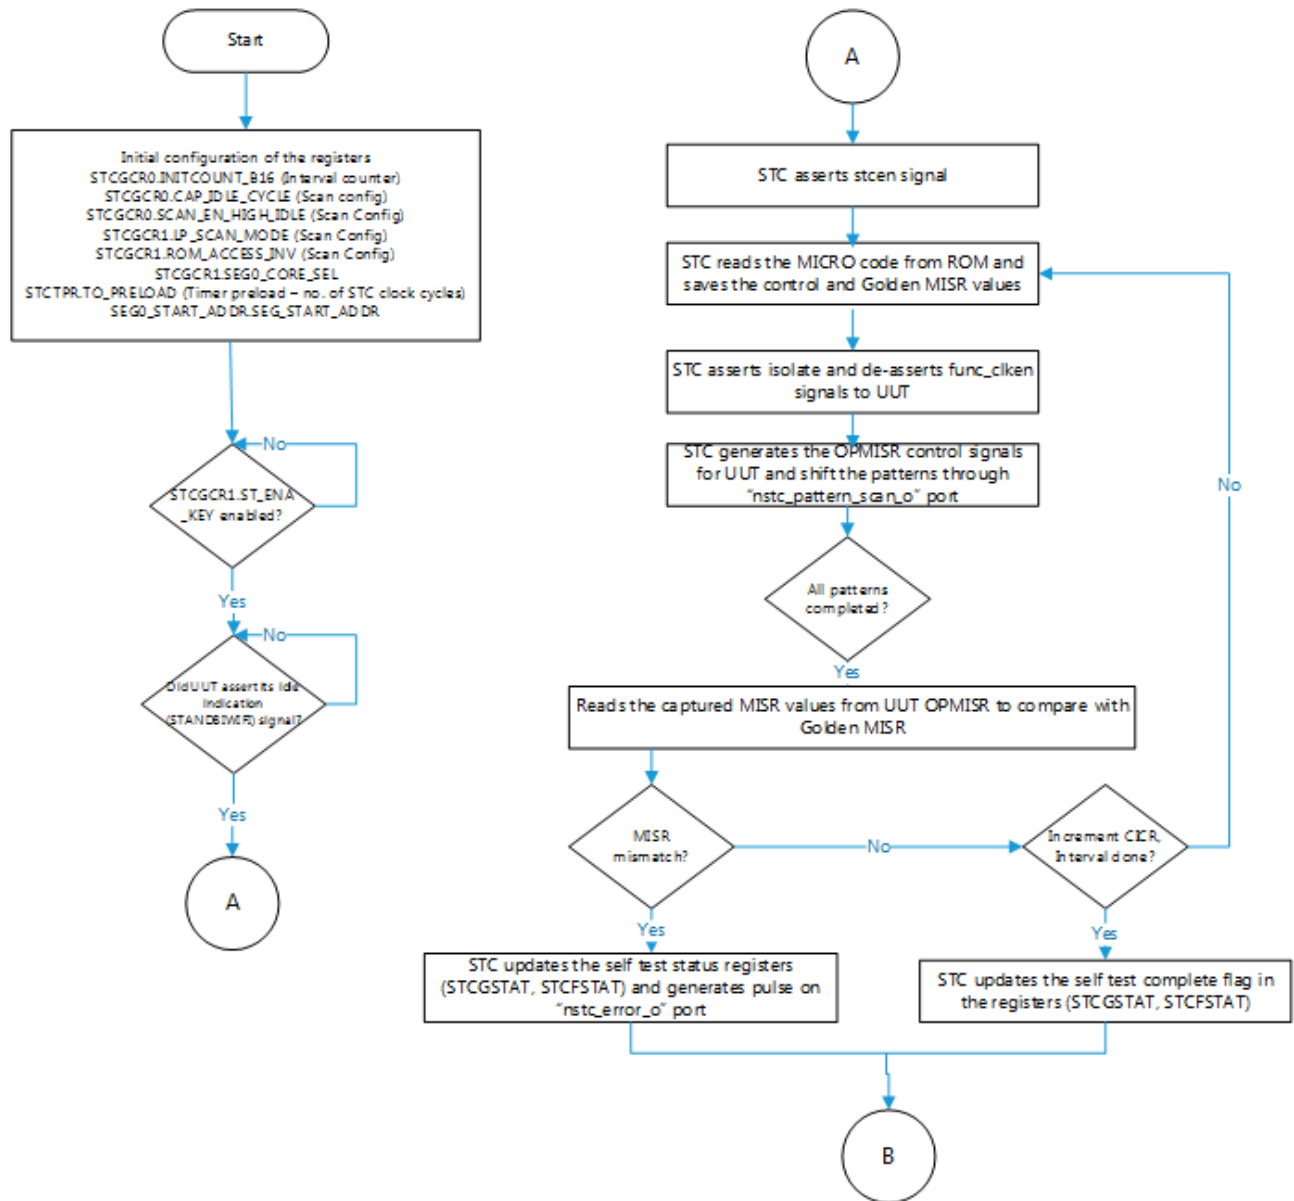 Start
Initial configuration of the registers
STCGCR0.INITCOUNT_B16 (Interval counter)
STCGCR0.CAP_IDLE_CYCLE (Scan config)
STCGCR0.SCAN_EN_HIGH_IDLE (Scan Config)
STCGCR1.LP_SCAN_MODE (Scan Config)
STCGCR1.ROM_ACCESS_INV (Scan Config)
STCGCR1.SEG0_CORE_SEL
STCTPR.TO_PRELOAD (Timer preload – no. of STC clock cycles)
SEG0_START_ADDR.SEG_START_ADDR
No
STCGCR1.ST_ENA
_KEY enabled?
Yes
No
Did UUT assert its Idle
Indication
(STANDBIWIR) signal?
Yes
A
A
STC asserts stcen signal
STC reads the MICRO code from ROM and
saves the control and Golden MISR values
STC asserts isolate and de-asserts func_clken
signals to UUT
STC generates the OPMISR control signals
for UUT and shift the patterns through
“nstc_pattern_scan_o” port
No
All patterns
completed?
Yes
Reads the captured MISR values from UUT OPMISR to compare with
Golden MISR
MISR
mismatch?
No
Increment CICR,
Interval done?
Yes
Yes
STC updates the self test status registers
(STCGSTAT, STCFSTAT) and generates pulse on
“nstc_error_o” port
STC updates the self test complete flag in
the registers (STCGSTAT, STCFSTAT)
B